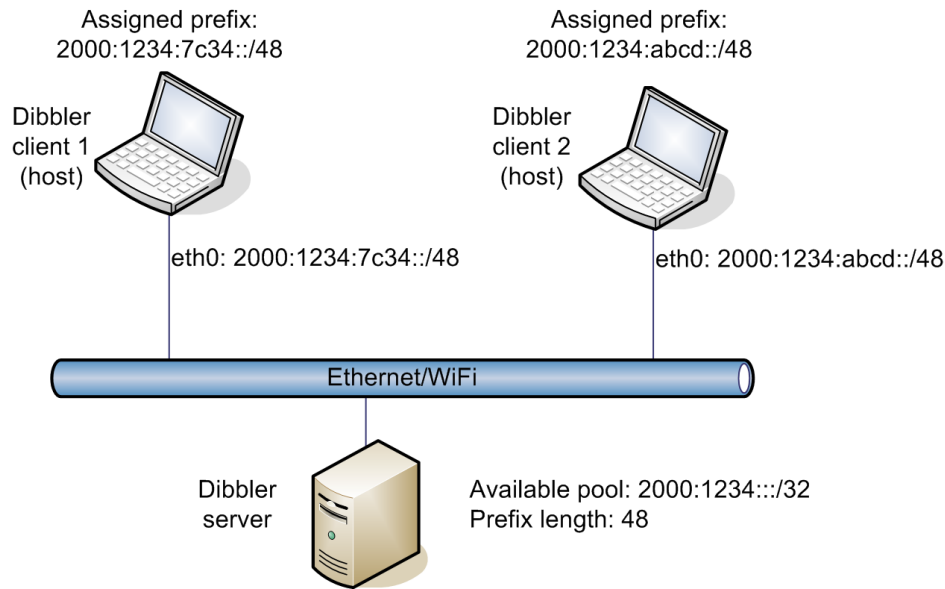 Assigned prefix:
2000:1234:7c34::/48
Assigned prefix:
2000:1234:abcd::/48
Dibbler
client 1
(host)
Dibbler
client 2
(host)
eth0: 2000:1234:7c34::/48
eth0: 2000:1234:abcd::/48
Ethernet/WiFi
Dibbler
server
Available pool: 2000:1234:::/32
Prefix length: 48